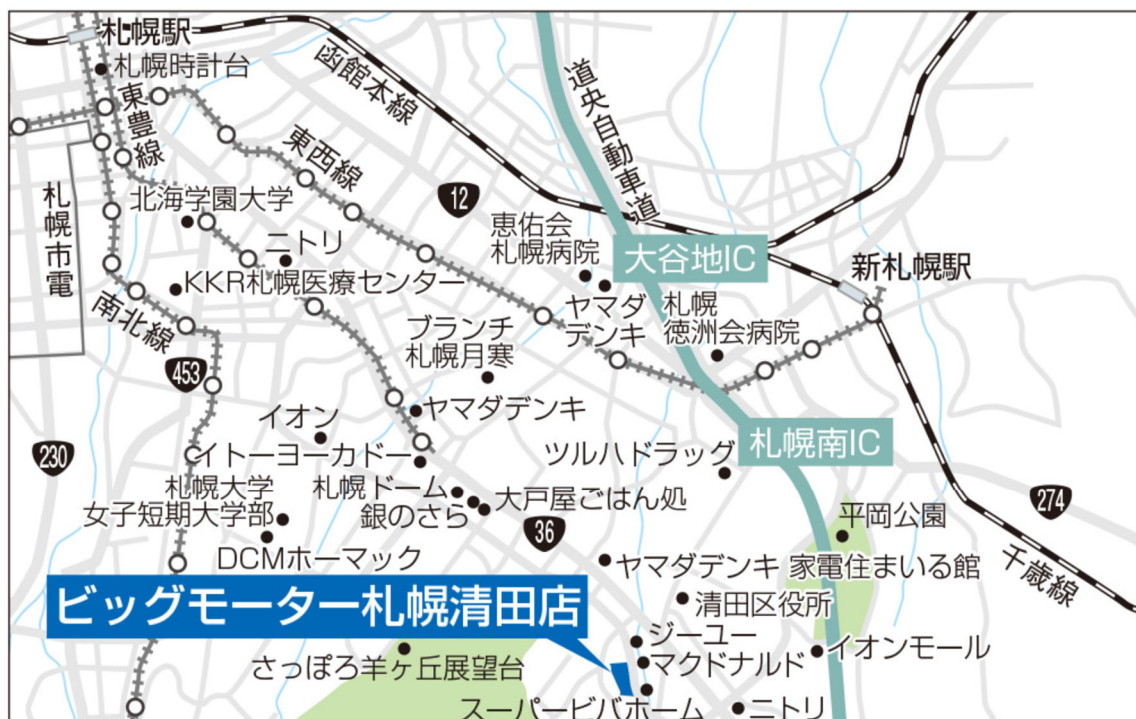 札幌駅
札幌時計台
東豊線
函館本線
道央自動車道
東西線
12
札幌市電
北海学園大学
恵佑会
札幌病院
大谷地IC
新札幌駅
ニトリ
KKR札幌医療センター
南北線
ヤマダ
デンキ
札幌
徳洲会病院
ブランチ
札幌月寒
453
ヤマダデンキ
イオン
230
イトーヨーカドー
ツルハドラッグ
札幌南IC
札幌大学
女子短期大学部
札幌ドーム
銀のさら
大戸屋ごはん処
274
36
平岡公園
DCMホーマック
ヤマダデンキ 家電住まいる館
千歳線
ビッグモーター札幌清田店
清田区役所
ジーユー
マクドナルド
イオンモール
さっぽろ羊ヶ丘展望台
スーパービバホーム
ニトリ